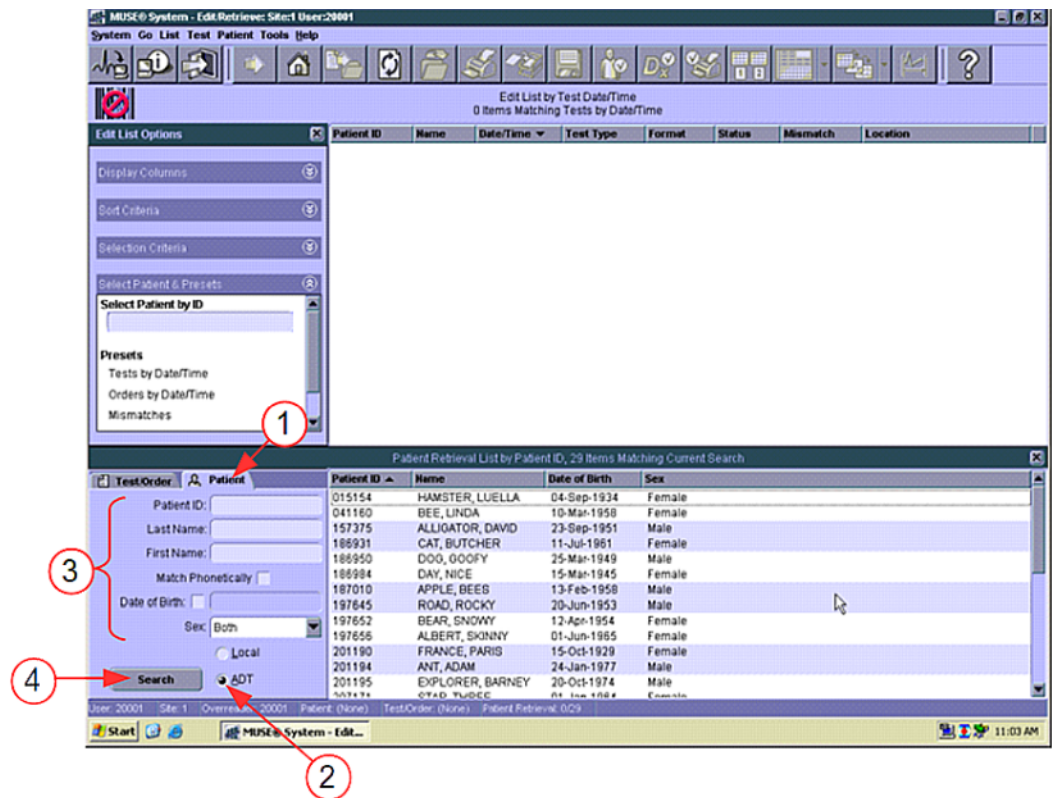 MUSE® System - Edit/Retrieve: Site:1 User:20001
System Go List Test Patient Tools Help
Edit List by Test Date/Time
0 Items Matching Tests by Date/Time
Edit List Options
Patient ID Name Date/Time Test Type Format Status Mismatch Location
Display Columns
Sort Criteria
Selection Criteria
Select Patient & Presets
Select Patient by ID
Presets
Tests by Date/Time
Orders by Date/Time
Mismatches
1
Patient Retrieval List by Patient ID, 29 Items Matching Current Search
Test/Order Patient
Patient ID Name Date of Birth Sex
Patient ID:
Last Name:
First Name:
Match Phonetically
Date of Birth:
Sex: Both
Local
Search ADT
3
4
015154 HAMSTER, LUELLA 04-Sep-1934 Female
041160 BEE, LINDA 10-Mar-1958 Female
157375 ALLIGATOR, DAVID 23-Sep-1951 Male
186931 CAT, BUTCHER 11-Jul-1961 Female
186950 DOG, GOOFY 25-Mar-1949 Male
186984 DAY, NICE 15-Mar-1945 Female
187010 APPLE, BEES 13-Feb-1958 Male
197645 ROAD, ROCKY 20-Jun-1953 Male
197652 BEAR, SNOWY 12-Apr-1954 Female
197656 ALBERT, SKINNY 01-Jun-1965 Female
201190 FRANCE, PARIS 15-Oct-1929 Female
201194 ANT, ADAM 24-Jan-1977 Male
201195 EXPLORER, BARNEY 20-Oct-1974 Male
STAR, THREE Female
User: 20001 Site: 1 20001 Patient: (None) Test/Order: (None) Patient Retrieval: 0/29
Start MUSE® System - Edit... 11:03 AM
2